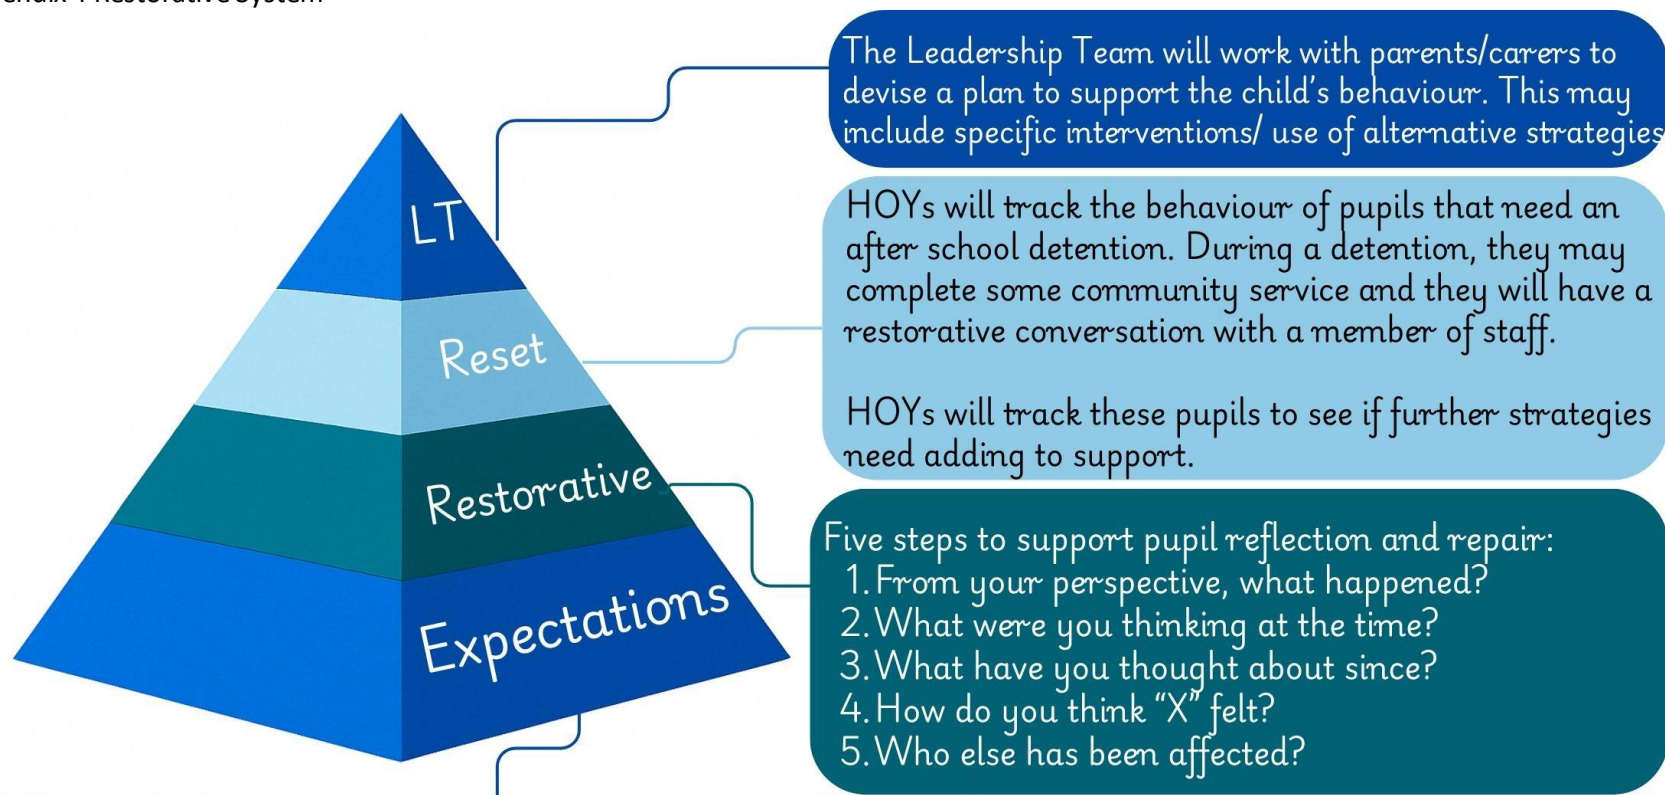 Restorative System
LT
Reset
Restorative
Expectations
The Leadership Team will work with parents/carers to
devise a plan to support the child's behaviour. This may
include specific interventions/ use of alternative strategies
HOYs will track the behaviour of pupils that need an
after school detention. During a detention, they may
complete some community service and they will have a
restorative conversation with a member of staff.
HOYs will track these pupils to see if further strategies
need adding to support.
Five steps to support pupil reflection and repair:
1. From your perspective, what happened?
2. What were you thinking at the time?
3. What have you thought about since?
4. How do you think “X” felt?
5. Who else has been affected?